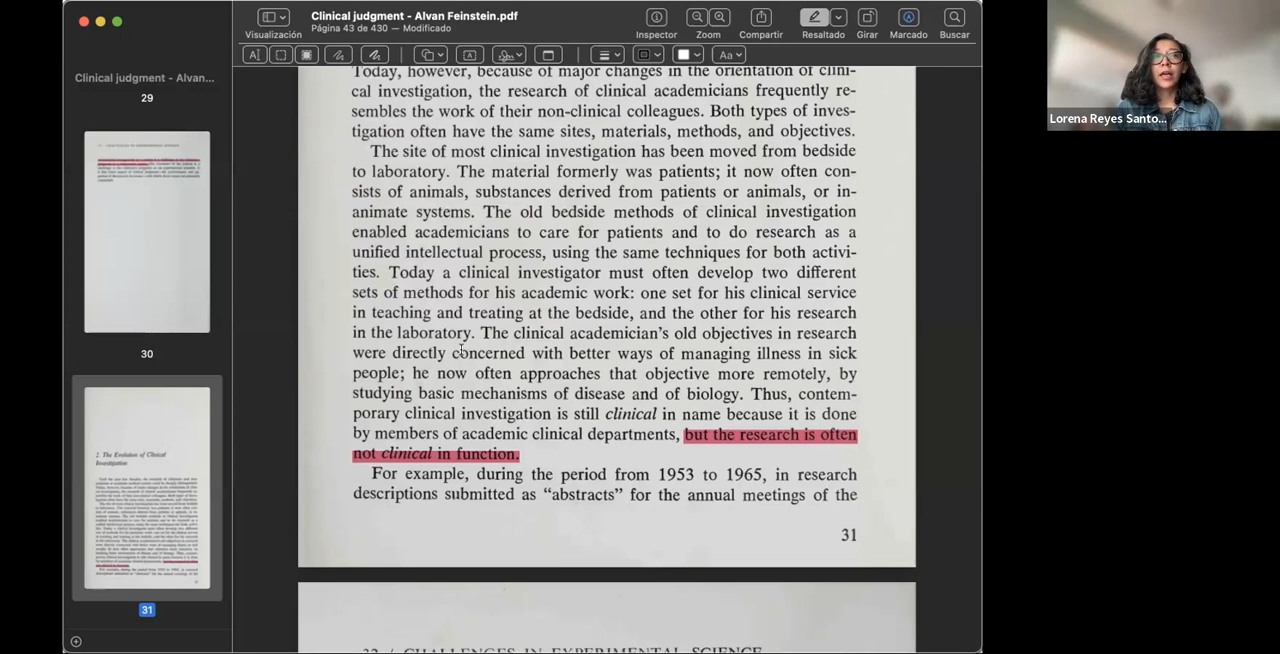 Clinical judgment - Alvan Feinstein.pdf
Página 43 de 430 — Modificado
Visualización
Inspector
Zoom
Compartir
Resaltado
Girar
Marcado
Buscar
Aa
Clinical judgment - Alvan...
29
30
2. The Evolution of Clinical
Investigation
31
Today, however, because of major changes in the orientation of clini-
cal investigation, the research of clinical academicians frequently re-
sembles the work of their non-clinical colleagues. Both types of inves-
tigation often have the same sites, materials, methods, and objectives.
The site of most clinical investigation has been moved from bedside
to laboratory. The material formerly was patients; it now often con-
sists of animals, substances derived from patients or animals, or in-
animate systems. The old bedside methods of clinical investigation
enabled academicians to care for patients and to do research as a
unified intellectual process, using the same techniques for both activi-
ties. Today a clinical investigator must often develop two different
sets of methods for his academic work: one set for his clinical service
in teaching and treating at the bedside, and the other for his research
in the laboratory. The clinical academician's old objectives in research
were directly concerned with better ways of managing illness in sick
people; he now often approaches that objective more remotely, by
studying basic mechanisms of disease and of biology. Thus, contem-
porary clinical investigation is still clinical in name because it is done
by members of academic clinical departments, but the research is often
not clinical in function.
For example, during the period from 1953 to 1965, in research
descriptions submitted as “abstracts” for the annual meetings of the
31
32 / CHALLENGES IN EXPERIMENTAL SCIENCE
Lorena Reyes Santo...